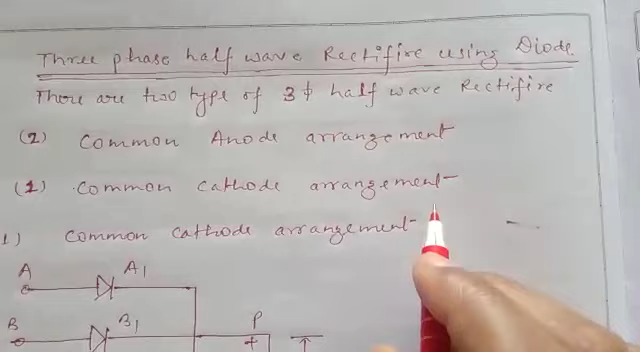 Three phase half wave Rectifire using Diode
There are two type of 3ϕ half wave Rectifire
(2) Common Anode arrangement
(1) Common Cathode arrangement
1) Common Cathode arrangement
A A1
B B1 P
+